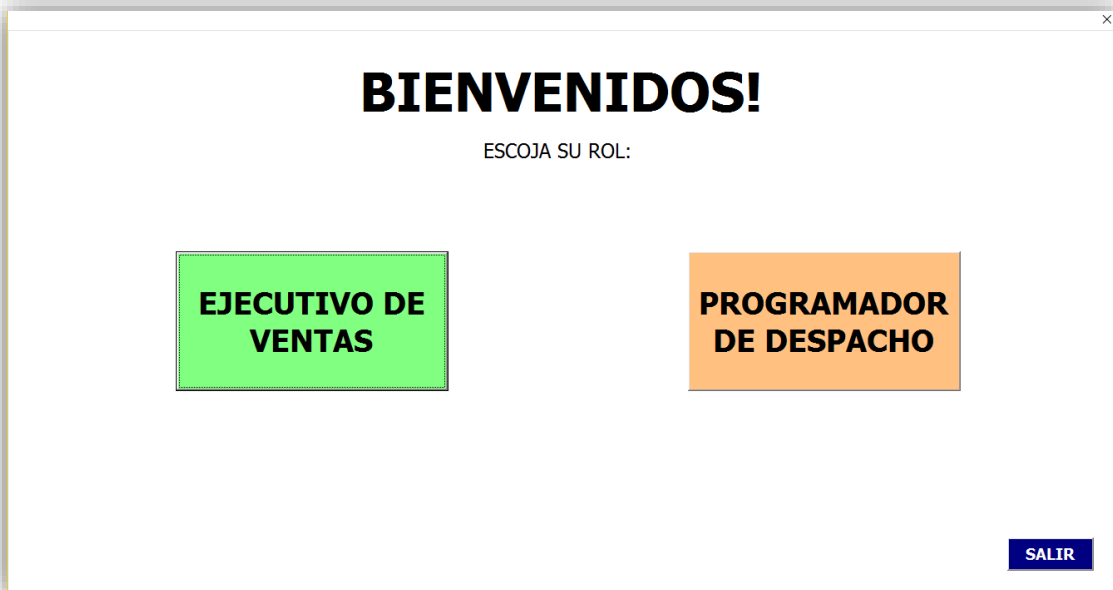 BIENVENIDOS!
ESCOJA SU ROL:
EJECUTIVO DE
VENTAS
PROGRAMADOR
DE DESPACHO
SALIR